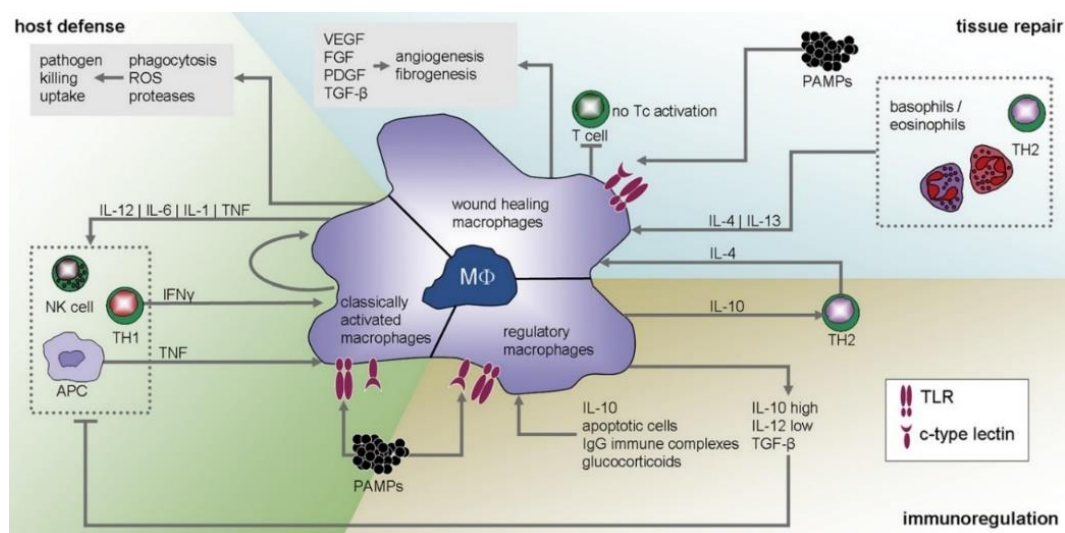 host defense
tissue repair
pathogen
killing
uptake
phagocytosis
ROS
proteases
VEGF
FGF
PDGF
TGF-β
angiogenesis
fibrogenesis
PAMPs
T cell
no Tc activation
basophils /
eosinophils
TH2
wound healing
macrophages
IL-12 | IL-6 | IL-1 | TNF
IL-4 | IL-13
IL-4
MΦ
NK cell
TH1
IFNγ
classically
activated
macrophages
regulatory
macrophages
IL-10
TH2
APC
TNF
TLR
c-type lectin
IL-10
apoptotic cells
IgG immune complexes
glucocorticoids
IL-10 high
IL-12 low
TGF-β
PAMPs
immunoregulation